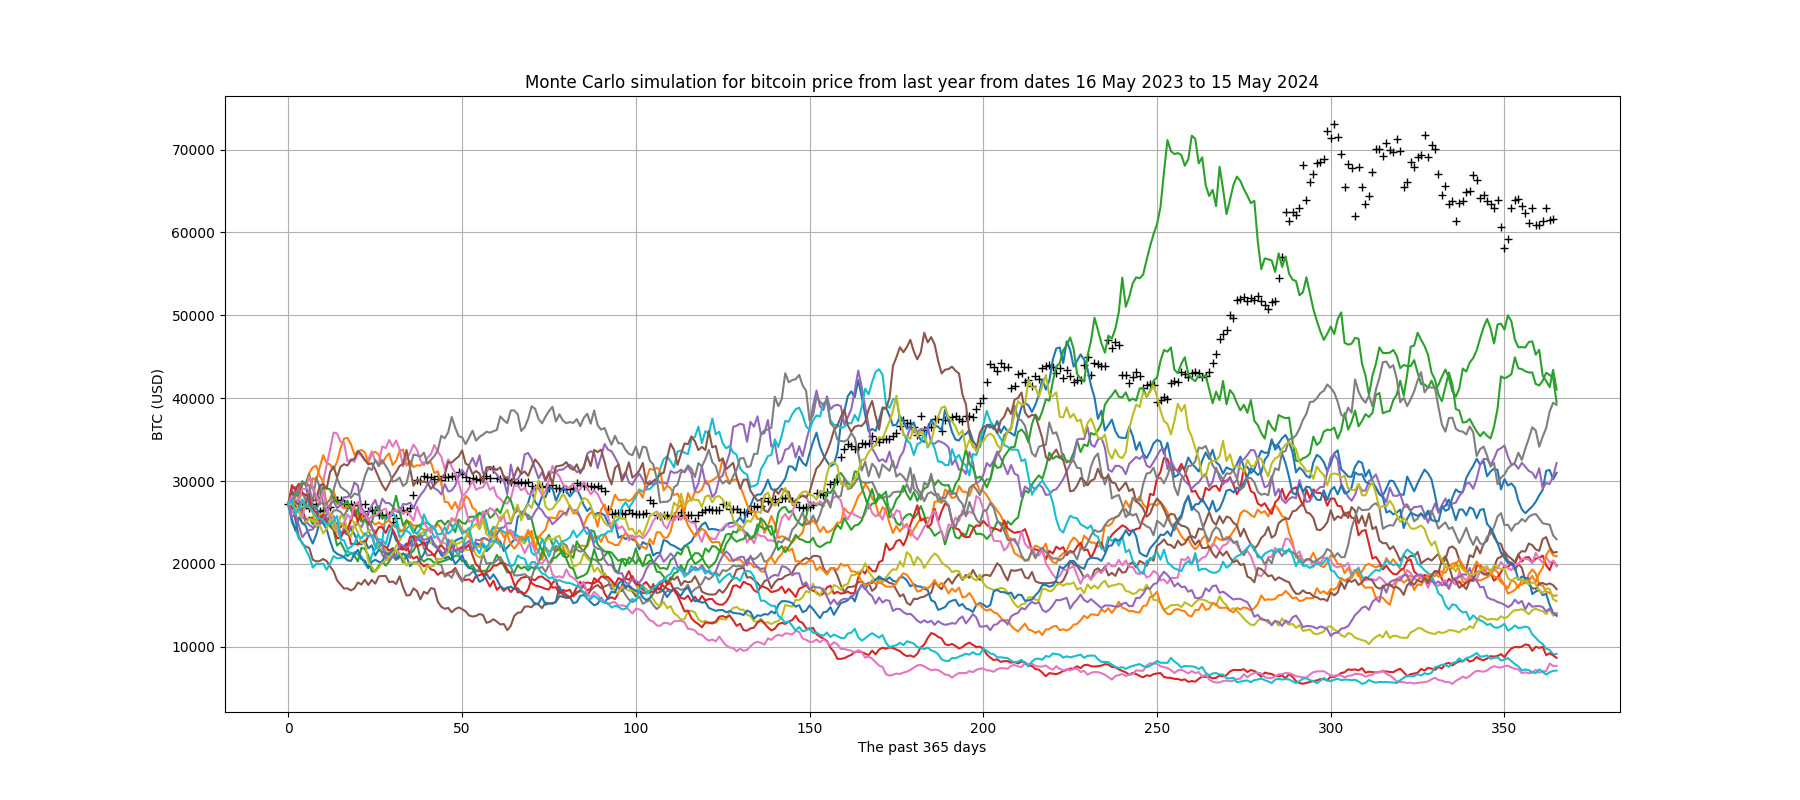 Monte Carlo simulation for bitcoin price from last year from dates 16 May 2023 to 15 May 2024
70000
60000
50000
40000
30000
20000
10000
BTC (USD)
0 50 100 150 200 250 300 350
The past 365 days